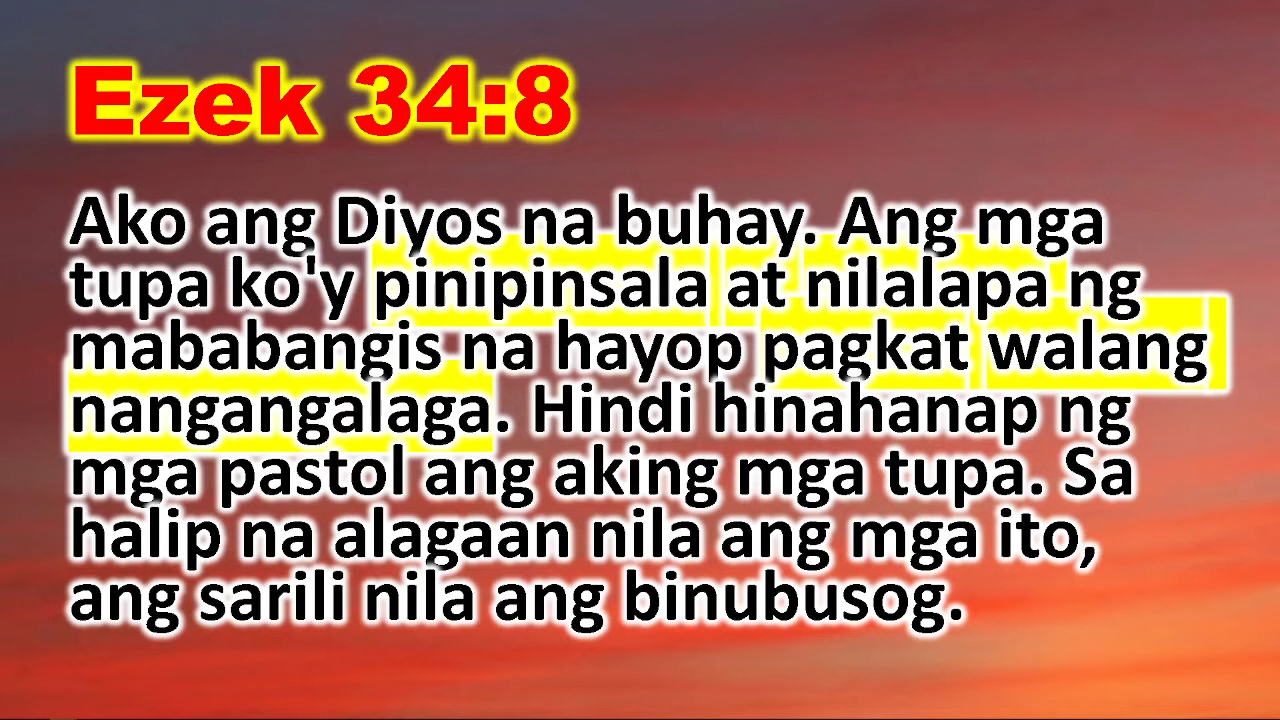 Ezek 34:8
Ako ang Diyos na buhay. Ang mga
tupa ko'y pinipinsala at nilalapa ng
mababangis na hayop pagkat walang
nangangalaga. Hindi hinahanap ng
mga pastol ang aking mga tupa. Sa
halip na alagaan nila ang mga ito,
ang sarili nila ang binubusog.